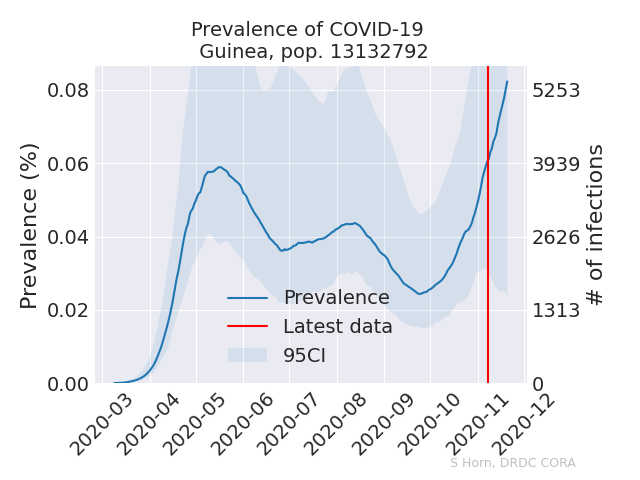 Prevalence of COVID-19
Guinea, pop. 13132792
Prevalence (%)
0.08
0.06
0.04
0.02
0.00
5253
3939
2626
1313
0
# of infections
Prevalence
Latest data
95CI
2020-03
2020-04
2020-05
2020-06
2020-07
2020-08
2020-09
2020-10
2020-11
2020-12
S Horn, DRDC CORA